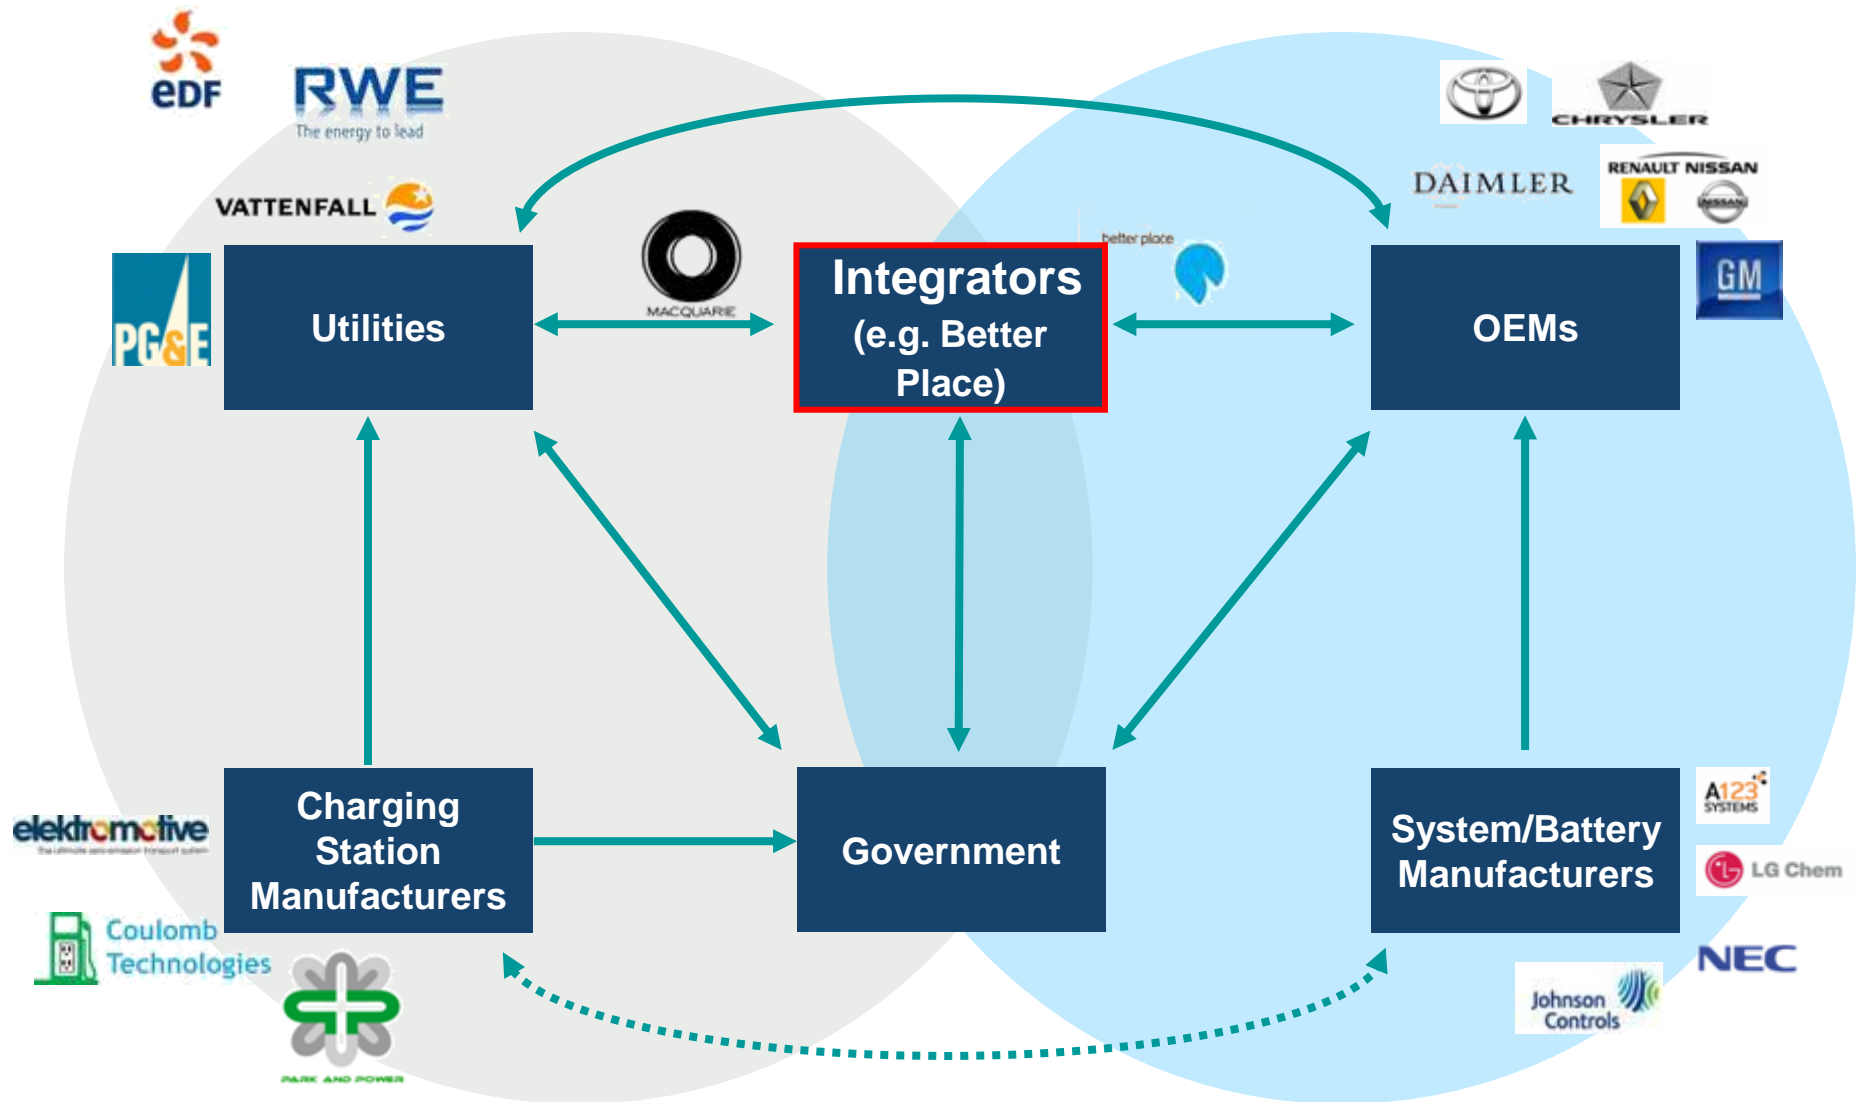 eDF
RWE
The energy to lead
VATTENFALL
PG&E
MACQUARIE
better place
CHRYSLER
DAIMLER
RENAULT NISSAN
NISSAN
GM
Utilities
Integrators
(e.g. Better
Place)
OEMs
Charging
Station
Manufacturers
Government
System/Battery
Manufacturers
elektromotive
Coulomb
Technologies
PARK AND POWER
A123
SYSTEMS
LG Chem
NEC
Johnson
Controls